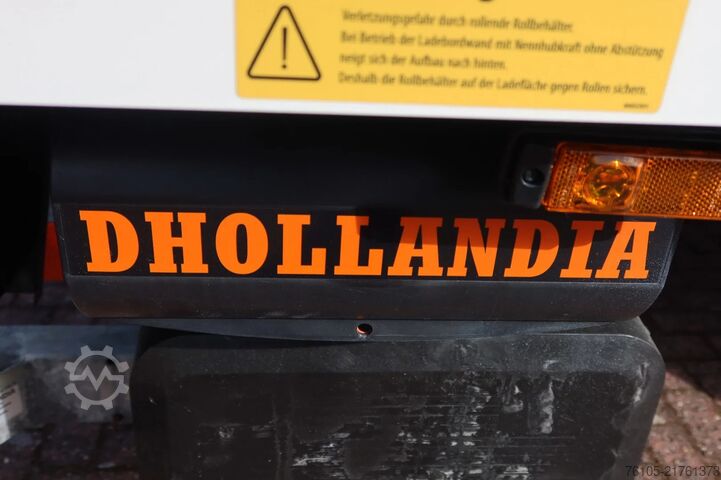 Verletzungsgefahr durch rollende Rollbehälter.
Bei Betrieb der Ladebordwand mit Nennhubkraft ohne Abstützung
neigt sich der Aufbau nach hinten.
Deshalb die Rollbehälter auf der Ladefläche gegen Rollen sichern.
DHOLLANDIA
76105-21761373